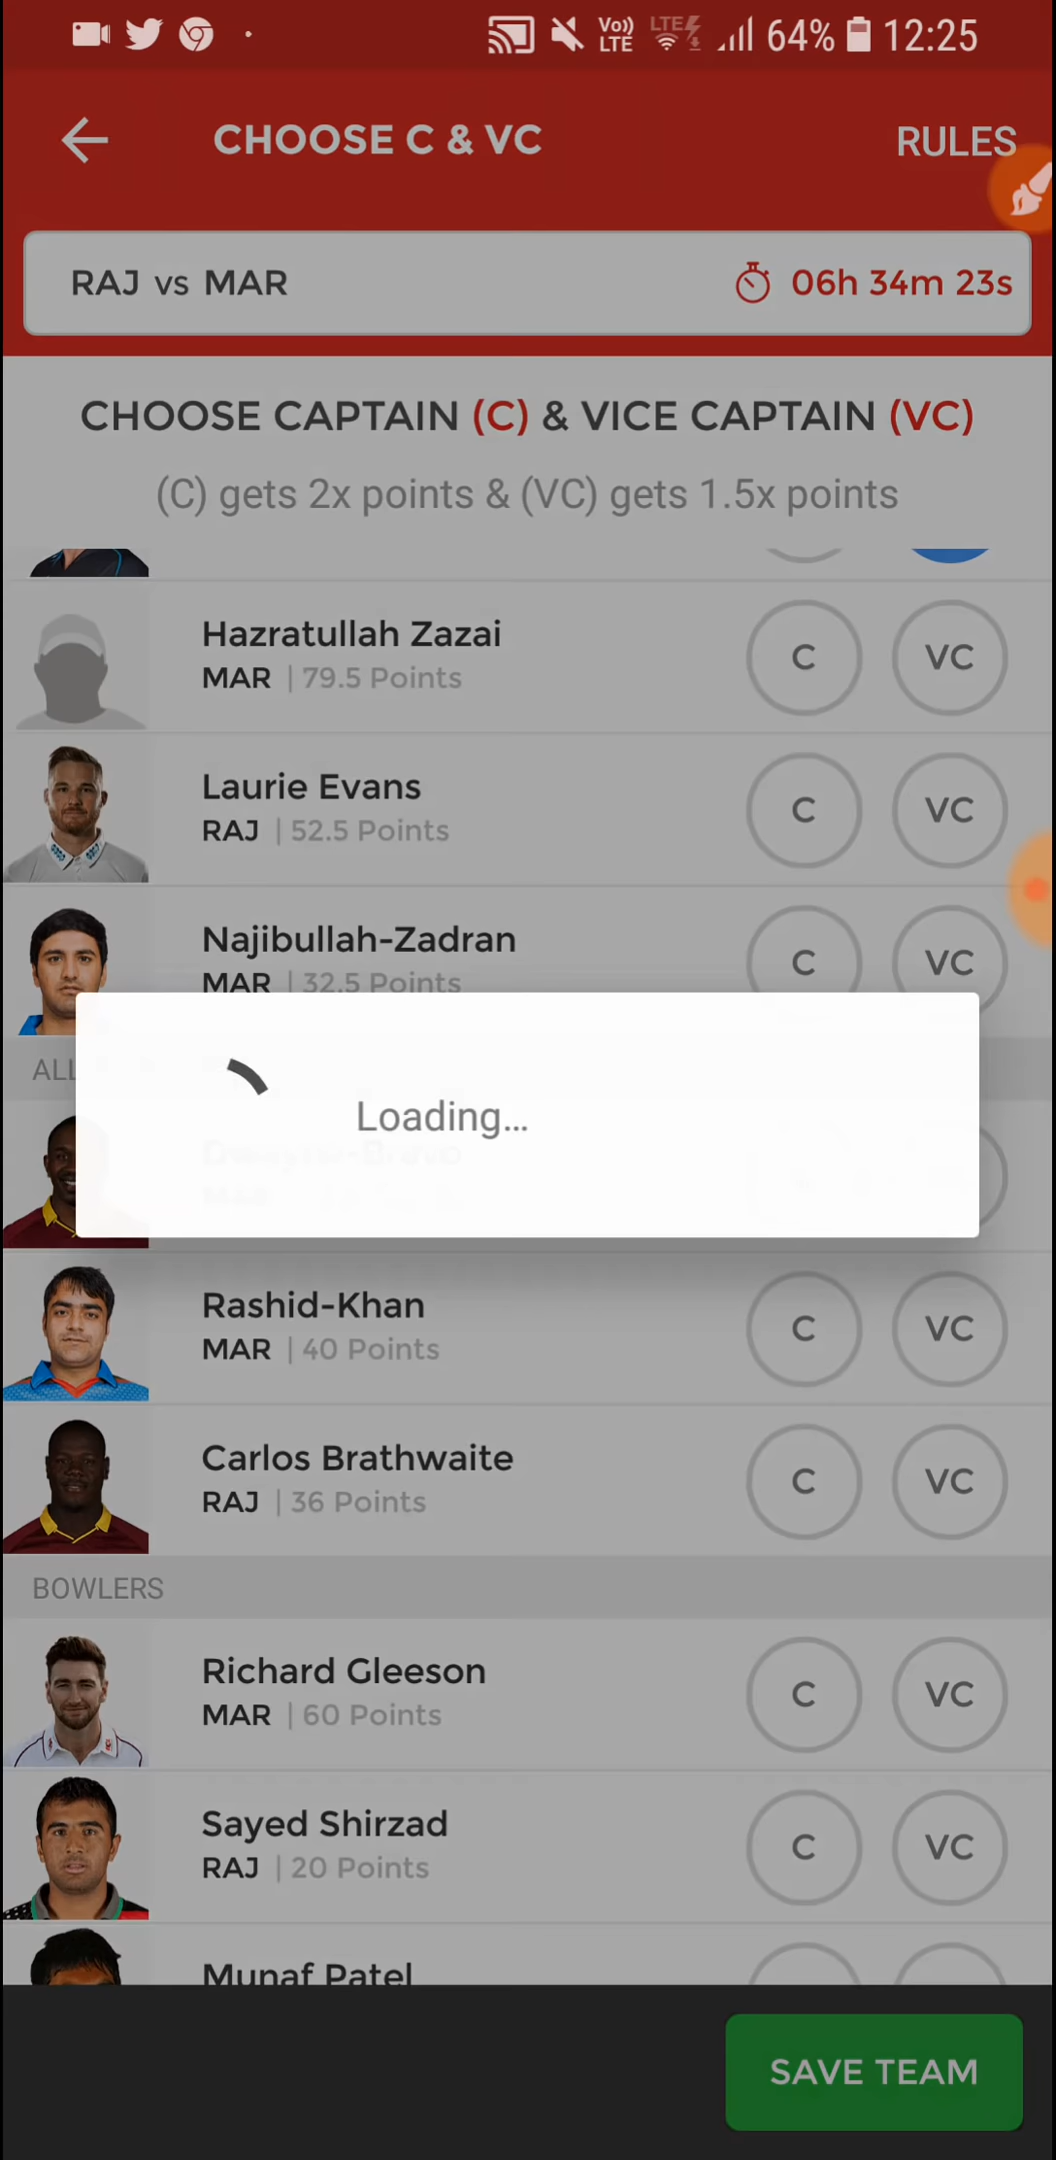 Vo)) LTE LTE 64% 12:25
CHOOSE C & VC RULES
RAJ vs MAR 06h 34m 23s
CHOOSE CAPTAIN (C) & VICE CAPTAIN (VC)
(C) gets 2x points & (VC) gets 1.5x points
Hazratullah Zazai
MAR | 79.5 Points
C VC
Laurie Evans
RAJ | 52.5 Points
C VC
Najibullah-Zadran
MAR | 32.5 Points
C VC
ALL
Loading...
Rashid-Khan
MAR | 40 Points
C VC
Carlos Brathwaite
RAJ | 36 Points
C VC
BOWLERS
Richard Gleeson
MAR | 60 Points
C VC
Sayed Shirzad
RAJ | 20 Points
C VC
Munaf Patel
SAVE TEAM